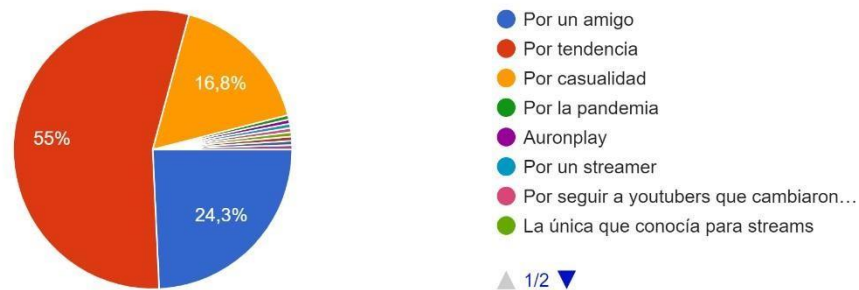 16,8%
55%
24,3%
Por un amigo
Por tendencia
Por casualidad
Por la pandemia
Auronplay
Por un streamer
Por seguir a youtubers que cambiaron…
La única que conocía para streams
1/2